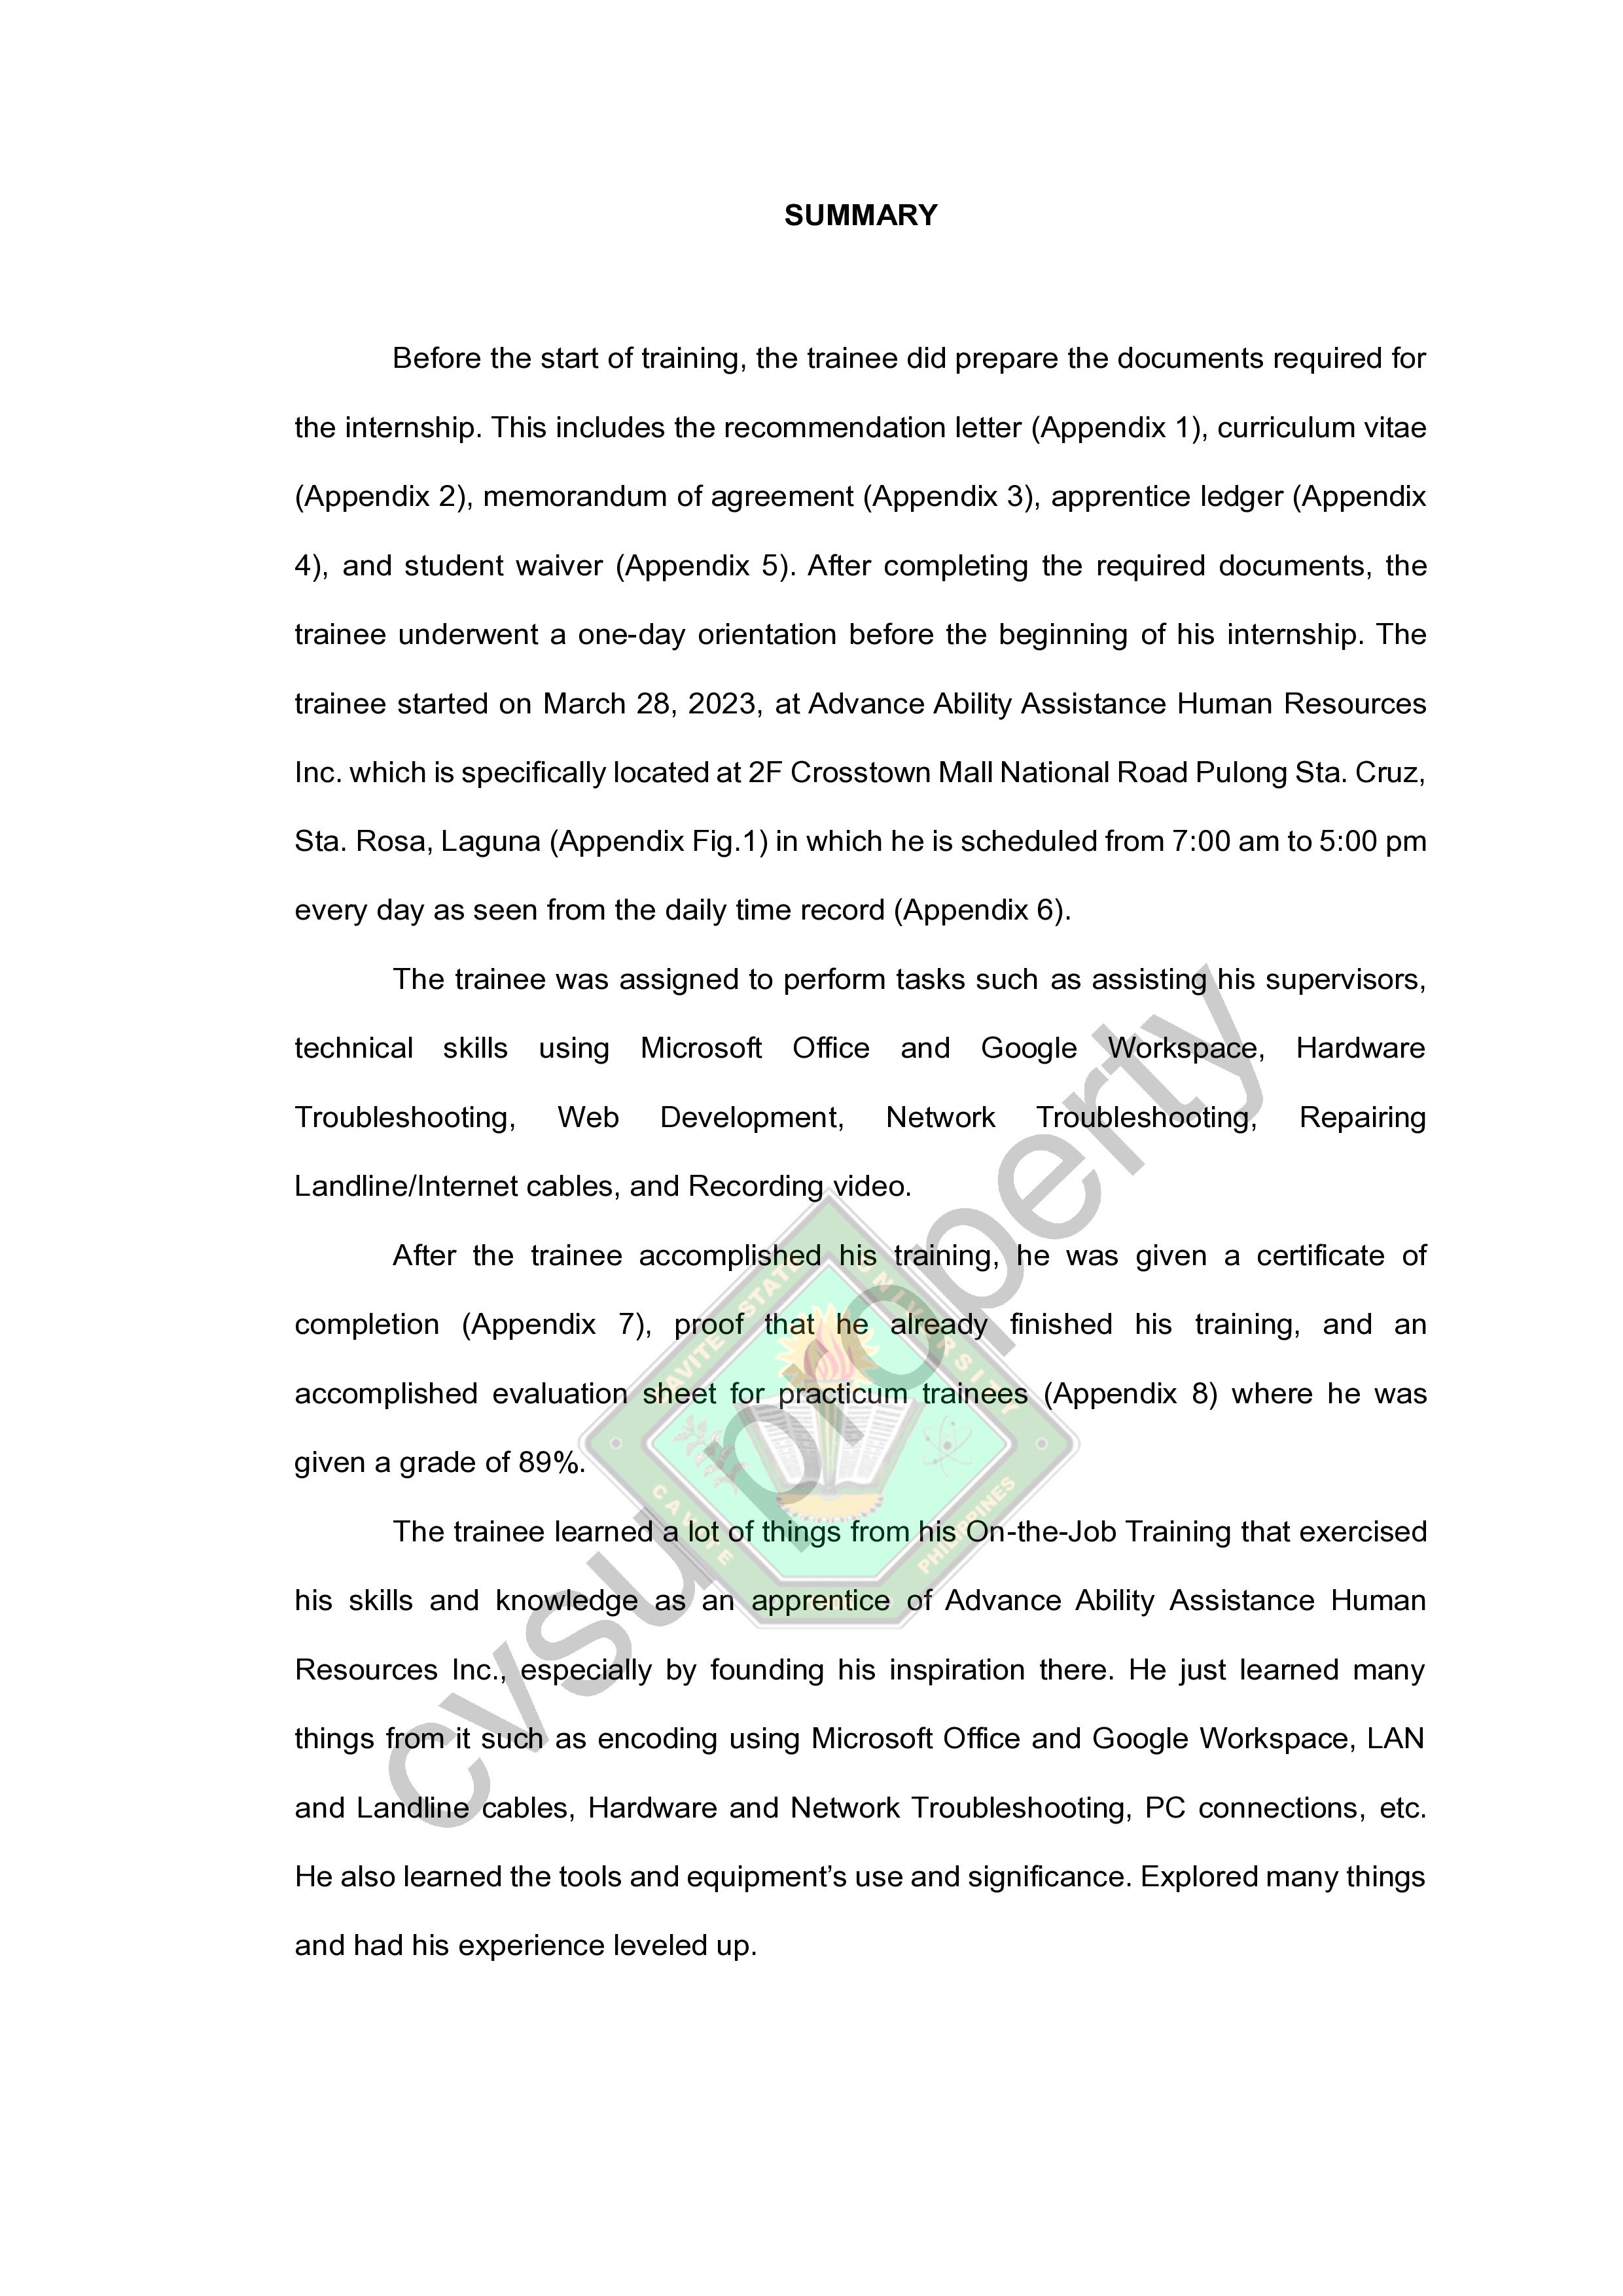 SUMMARY
Before the start of training, the trainee did prepare the documents required for
the internship. This includes the recommendation letter (Appendix 1), curriculum vitae
(Appendix 2), memorandum of agreement (Appendix 3), apprentice ledger (Appendix
4), and student waiver (Appendix 5). After completing the required documents, the
trainee underwent a one-day orientation before the beginning of his internship. The
trainee started on March 28, 2023, at Advance Ability Assistance Human Resources
Inc. which is specifically located at 2F Crosstown Mall National Road Pulong Sta. Cruz,
Sta. Rosa, Laguna (Appendix Fig.1) in which he is scheduled from 7:00 am to 5:00 pm
every day as seen from the daily time record (Appendix 6).
The trainee was assigned to perform tasks such as assisting his supervisors,
technical skills using Microsoft Office and Google Workspace, Hardware
Troubleshooting, Web Development, Network Troubleshooting, Repairing
Landline/Internet cables, and Recording video.
After the trainee accomplished his training, he was given a certificate of
completion (Appendix 7), proof that he already finished his training, and an
accomplished evaluation sheet for practicum trainees (Appendix 8) where he was
given a grade of 89%.
The trainee learned a lot of things from his On-the-Job Training that exercised
his skills and knowledge as an apprentice of Advance Ability Assistance Human
Resources Inc., especially by founding his inspiration there. He just learned many
things from it such as encoding using Microsoft Office and Google Workspace, LAN
and Landline cables, Hardware and Network Troubleshooting, PC connections, etc.
He also learned the tools and equipment’s use and significance. Explored many things
and had his experience leveled up.
cvsu property
CAVITE STATE UNIVERSITY
CAVITE
PHILIPPINES